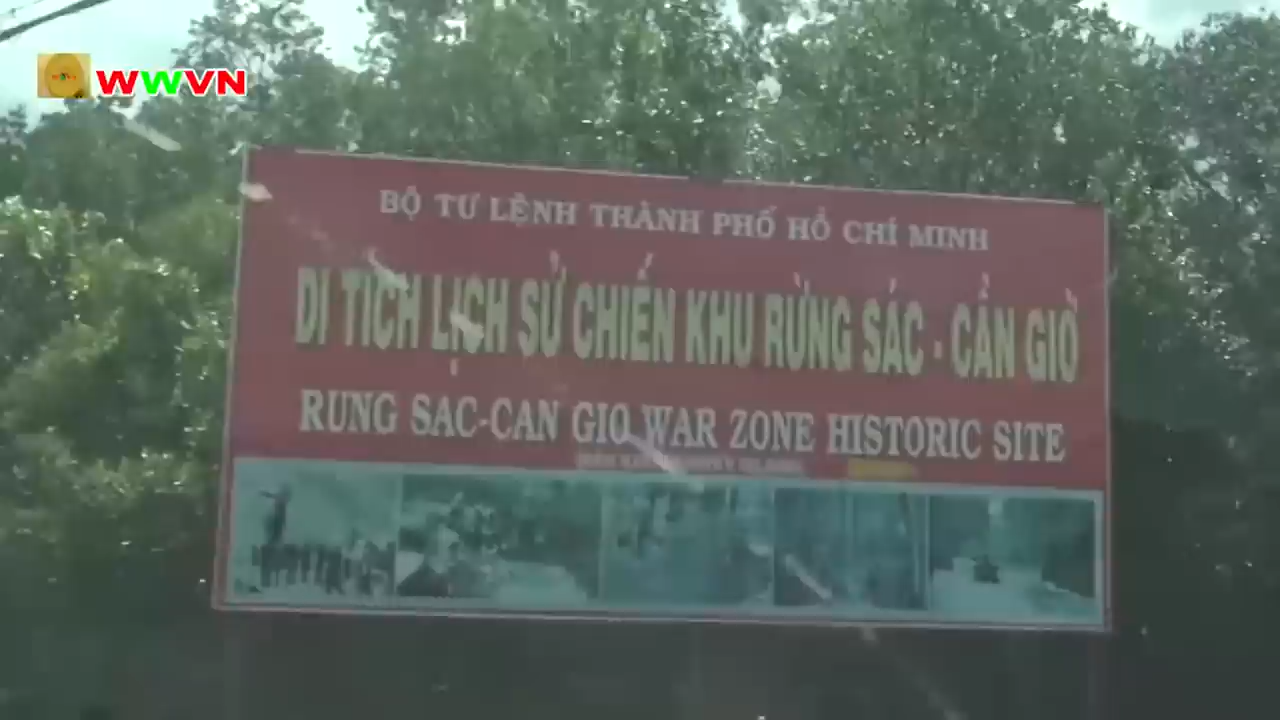 WWVN
BỘ TƯ LỆNH THÀNH PHỐ HỒ CHÍ MINH
DI TÍCH LỊCH SỬ CHIẾN KHU RỪNG SÁC - CẦN GIỜ
RUNG SAC-CAN GIO WAR ZONE HISTORIC SITE